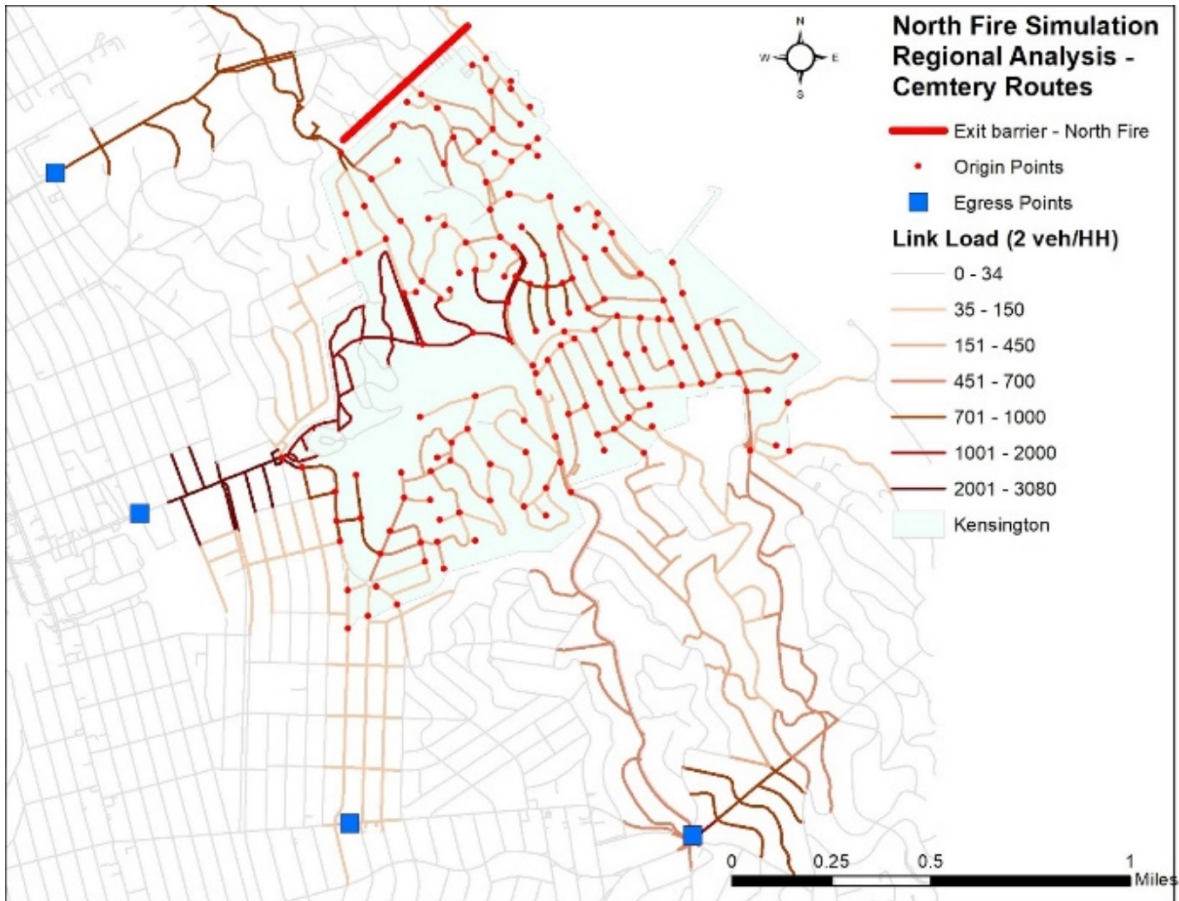 North Fire Simulation
Regional Analysis -
Cemtery Routes
N
W
E
S
Exit barrier - North Fire
Origin Points
Egress Points
Link Load (2 veh/HH)
0 - 34
35 - 150
151 - 450
451 - 700
701 - 1000
1001 - 2000
2001 - 3080
Kensington
0 0.25 0.5 1
Miles